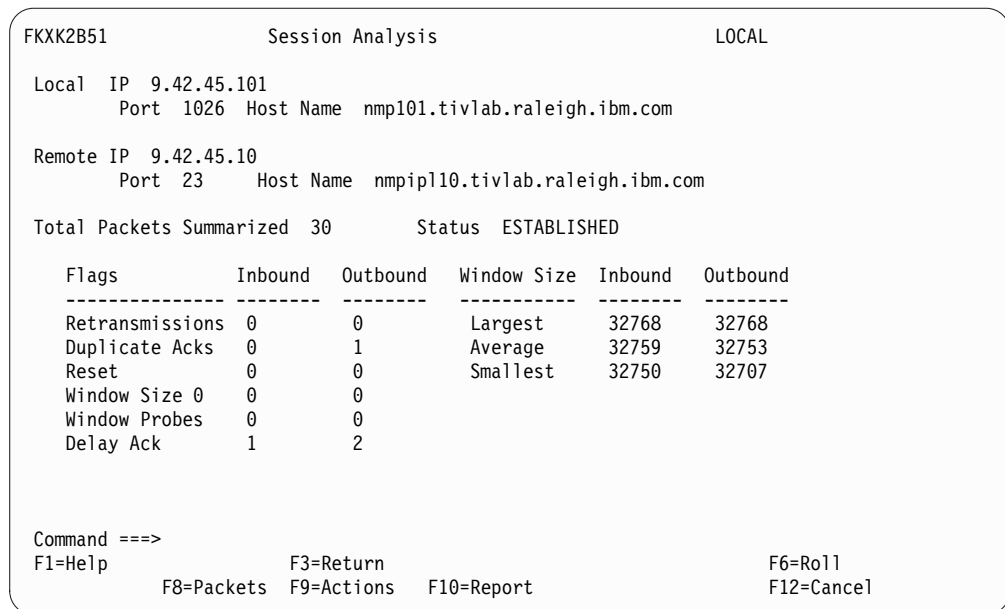 FKXK2B51                Session Analysis                          LOCAL
Local  IP  9.42.45.101
Port  1026  Host Name  nmp101.tivlab.raleigh.ibm.com
Remote IP  9.42.45.10
Port  23     Host Name  nmpipl10.tivlab.raleigh.ibm.com
Total Packets Summarized  30        Status  ESTABLISHED
Flags           Inbound   Outbound   Window Size  Inbound   Outbound
--------------- --------  --------   -----------  --------  --------
Retransmissions  0         0          Largest      32768     32768
Duplicate Acks   0         1          Average      32759     32753
Reset            0         0          Smallest     32750     32707
Window Size 0    0         0
Window Probes    0         0
Delay Ack        1         2
Command ===>
F1=Help                 F3=Return                                     F6=Roll
F8=Packets  F9=Actions   F10=Report                      F12=Cancel